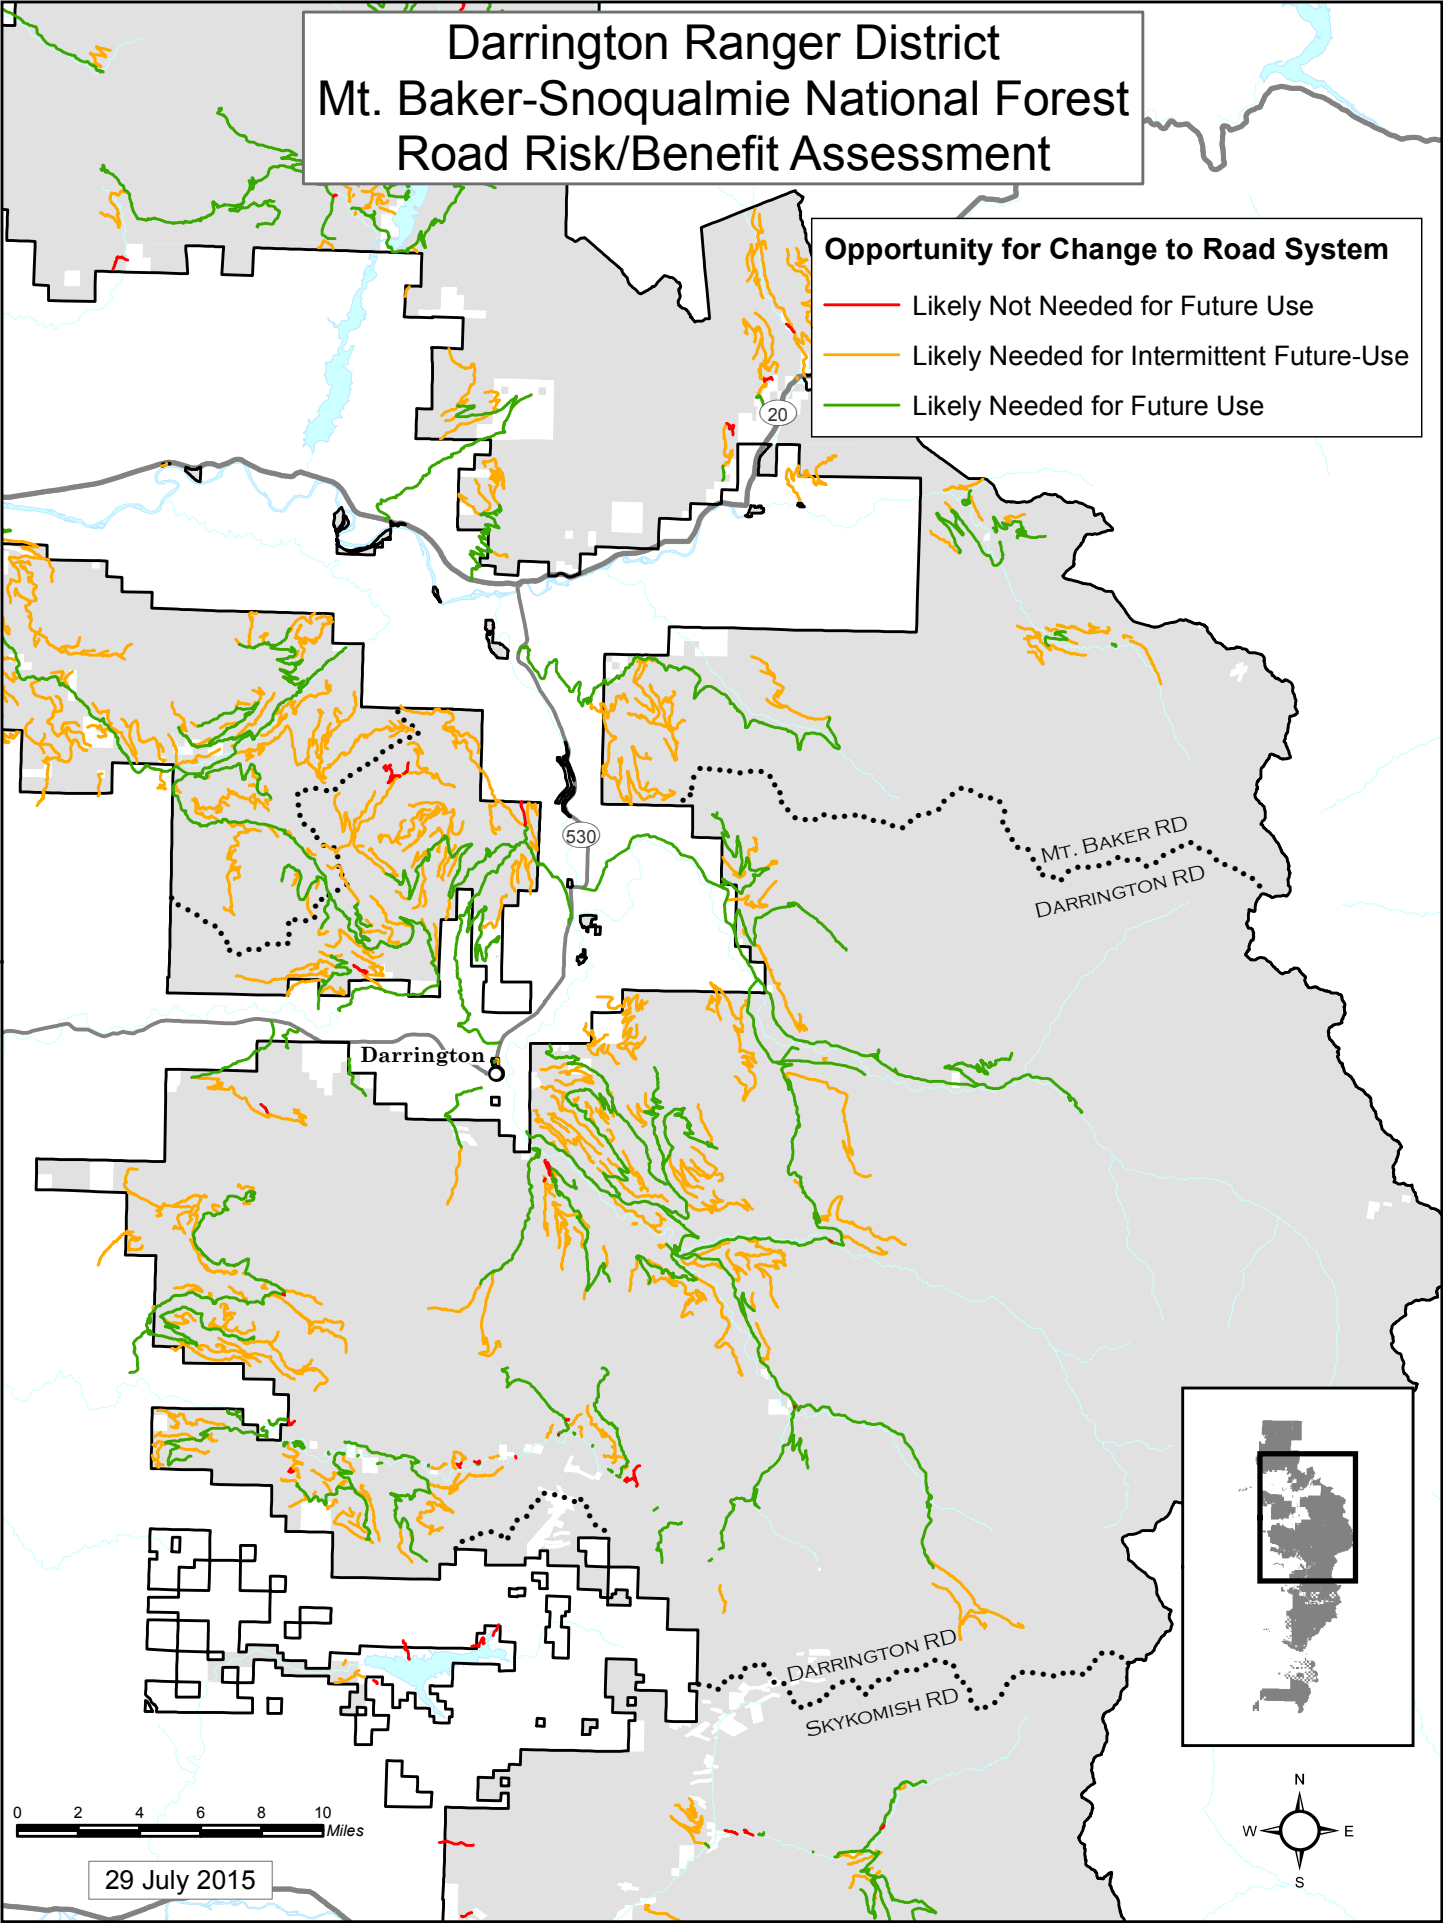 Darrington Ranger District
Mt. Baker-Snoqualmie National Forest
Road Risk/Benefit Assessment
Opportunity for Change to Road System
Likely Not Needed for Future Use
Likely Needed for Intermittent Future-Use
Likely Needed for Future Use
20
530
Mt. Baker RD
Darrington RD
Darrington
Darrington RD
Skykomish RD
0 2 4 6 8 10
Miles
29 July 2015
N
W E
S